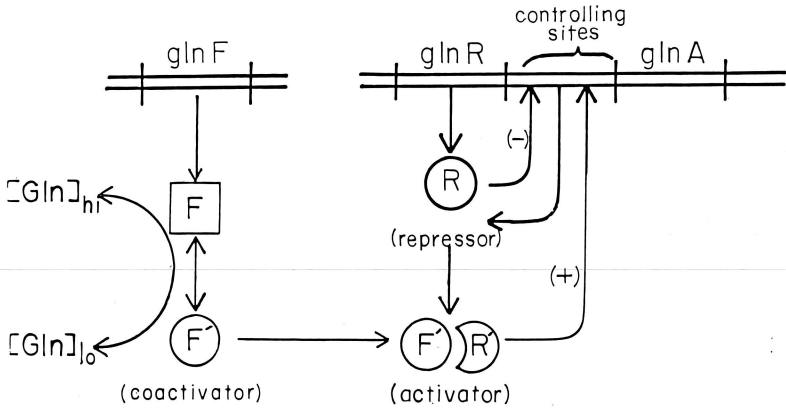 controlling
sites
glnF
glnR
glnA
(-)
[Gln]hi
F
R
(repressor)
(+)
[Gln]lo
F´
F´
R´
(coactivator)
(activator)